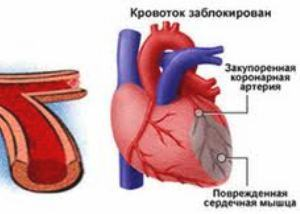 Кровоток заблокирован
Закупоренная
коронарная
артерия
Поврежденная
сердечная мышца